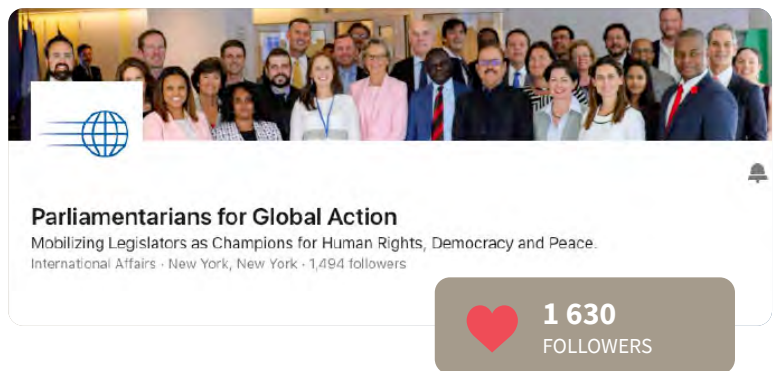 Parliamentarians for Global Action
Mobilizing Legislators as Champions for Human Rights, Democracy and Peace.
International Affairs · New York, New York · 1,494 followers
1 630
FOLLOWERS